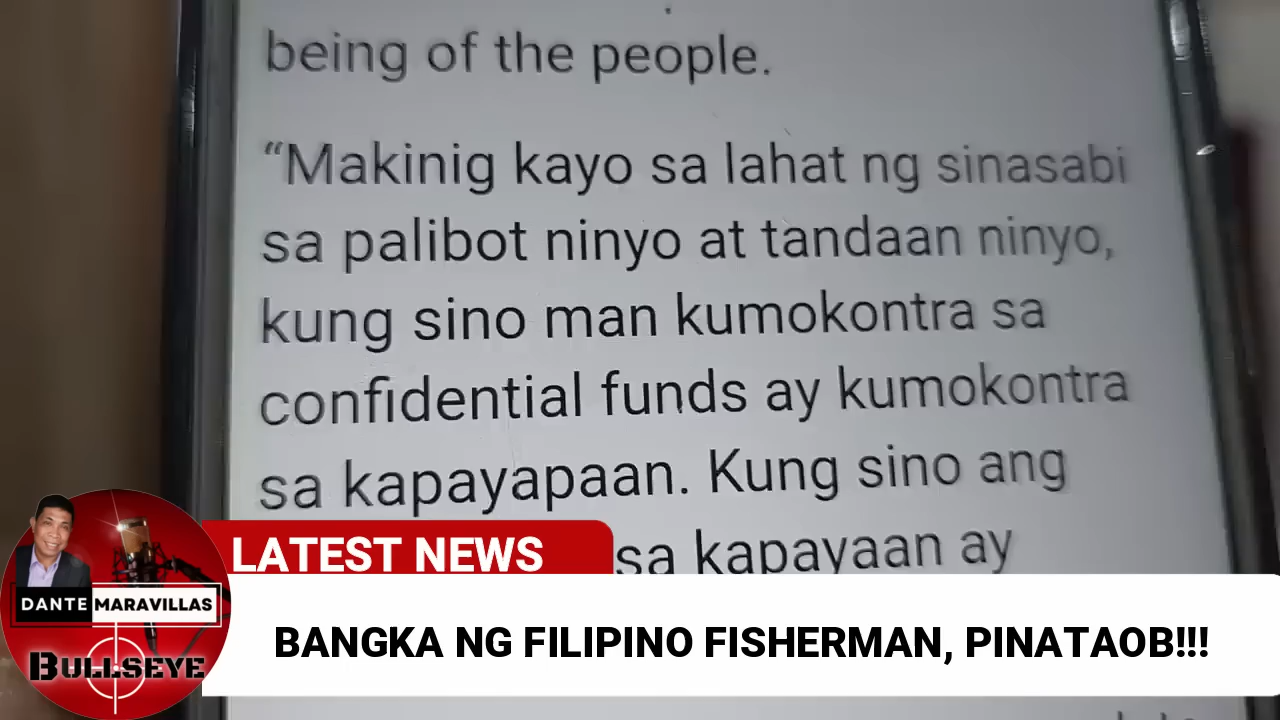 being of the people.
“Makinig kayo sa lahat ng sinasabi
sa palibot ninyo at tandaan ninyo,
kung sino man kumokontra sa
confidential funds ay kumokontra
sa kapayapaan. Kung sino ang
sa kapayaan ay
LATEST NEWS
DANTE MARAVILLAS
BULLSEYE
BANGKA NG FILIPINO FISHERMAN, PINATAOB!!!